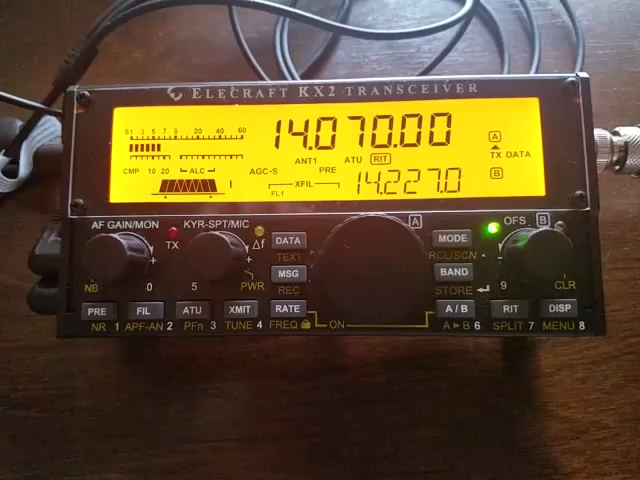 ELECRAFT KX2 TRANSCEIVER
S1 3 5 7 9 20 40 60
14.070.00
A
ANT1 ATU RIT
TX DATA
CMP 10 20 ALC
AGC-S PRE
XFIL
FL1
14.227.0
B
AF GAIN/MON KYR-SPT/MIC
A
OFS B
TX
Δf
DATA
MODE
TEXT
RCU/SCN
MSG
BAND
NB 0 5 PWR
REC
STORE
9 CLR
PRE FIL ATU XMIT RATE
A/B RIT DISP
NR 1 APF-AN 2 PFn 3 TUNE 4 FREQ
ON
A►B 6 SPLIT 7 MENU 8